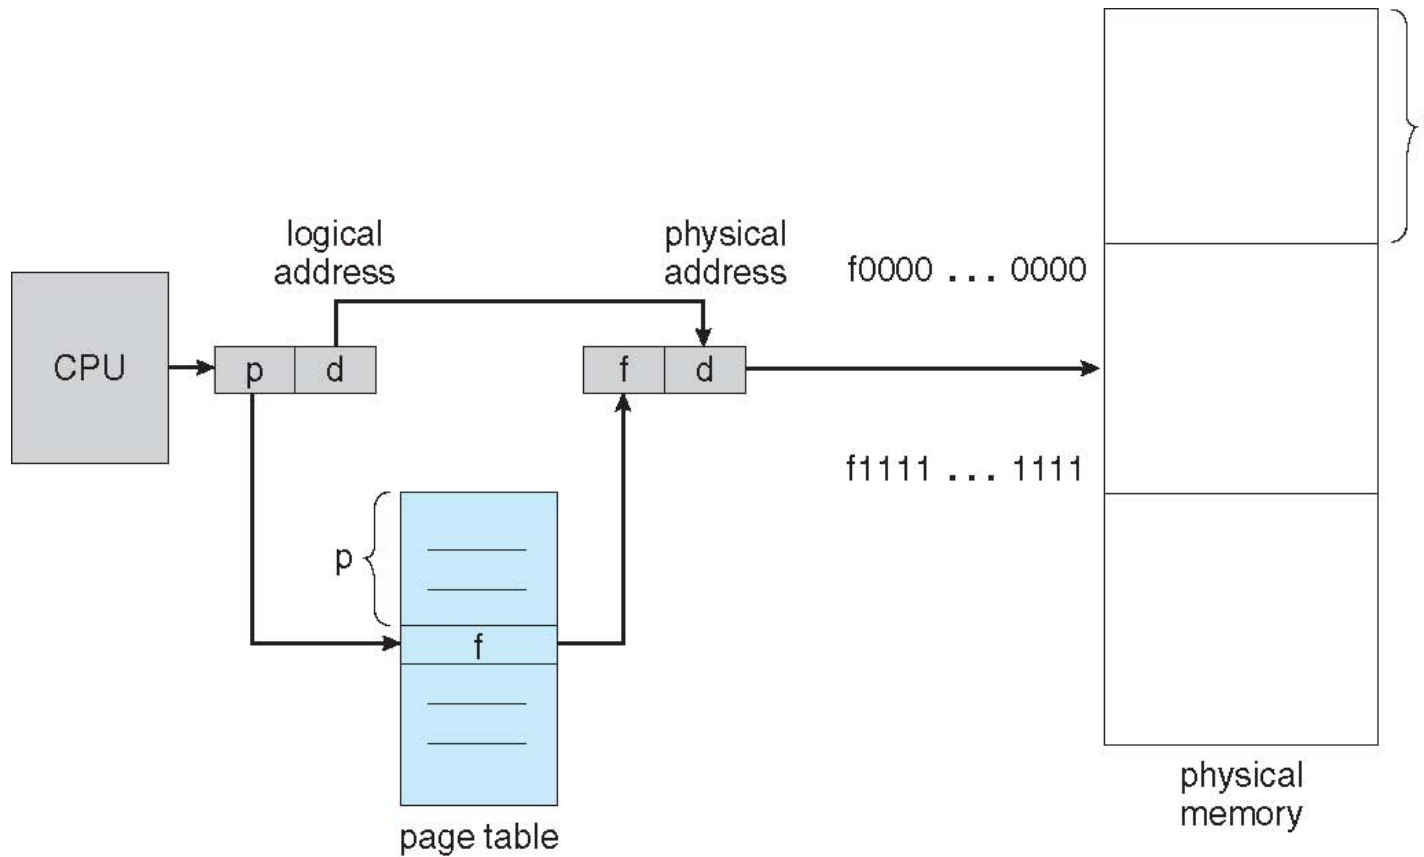 logical
address
physical
address
f0000 ... 0000
CPU
p
d
f
d
f1111 ... 1111
p
f
page table
physical
memory